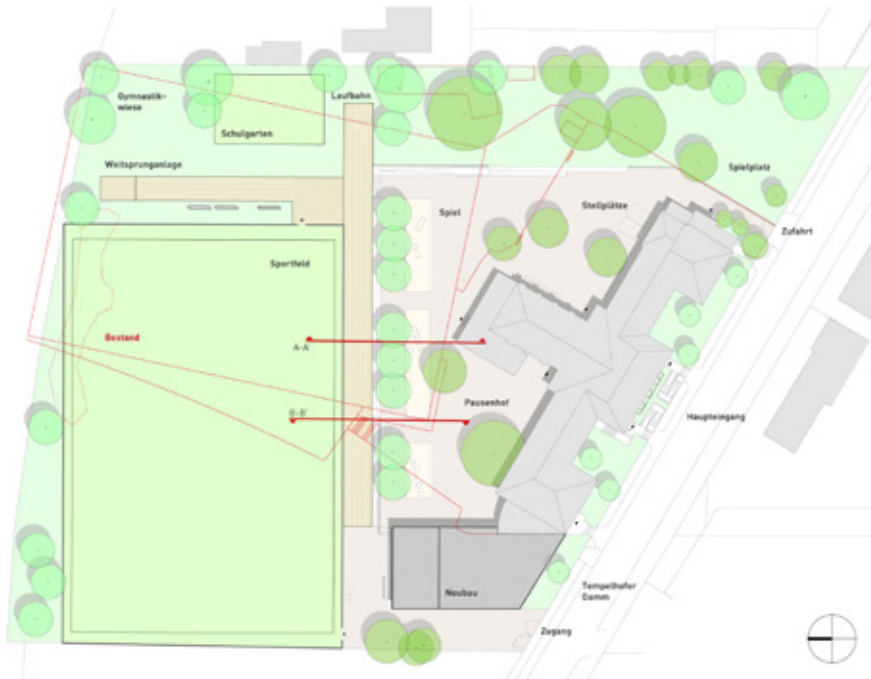 Gymnastik-
wiese
Laufbahn
Schulgarten
Weitsprunganlage
Spielplatz
Spiel
Stellplätze
Zufahrt
Sportfeld
Bestand
A-A'
Pausenhof
B-B'
Haupteingang
Neubau
Tempelhofer
Damm
Zugang